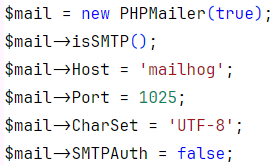 $mail = new PHPMailer(true);
$mail->isSMTP();
$mail->Host = 'mailhog';
$mail->Port = 1025;
$mail->CharSet = 'UTF-8';
$mail->SMTPAuth = false;